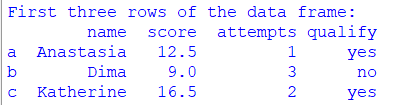 First three rows of the data frame:
        name  score  attempts qualify
a  Anastasia   12.5         1     yes
b       Dima    9.0         3      no
c  Katherine   16.5         2     yes